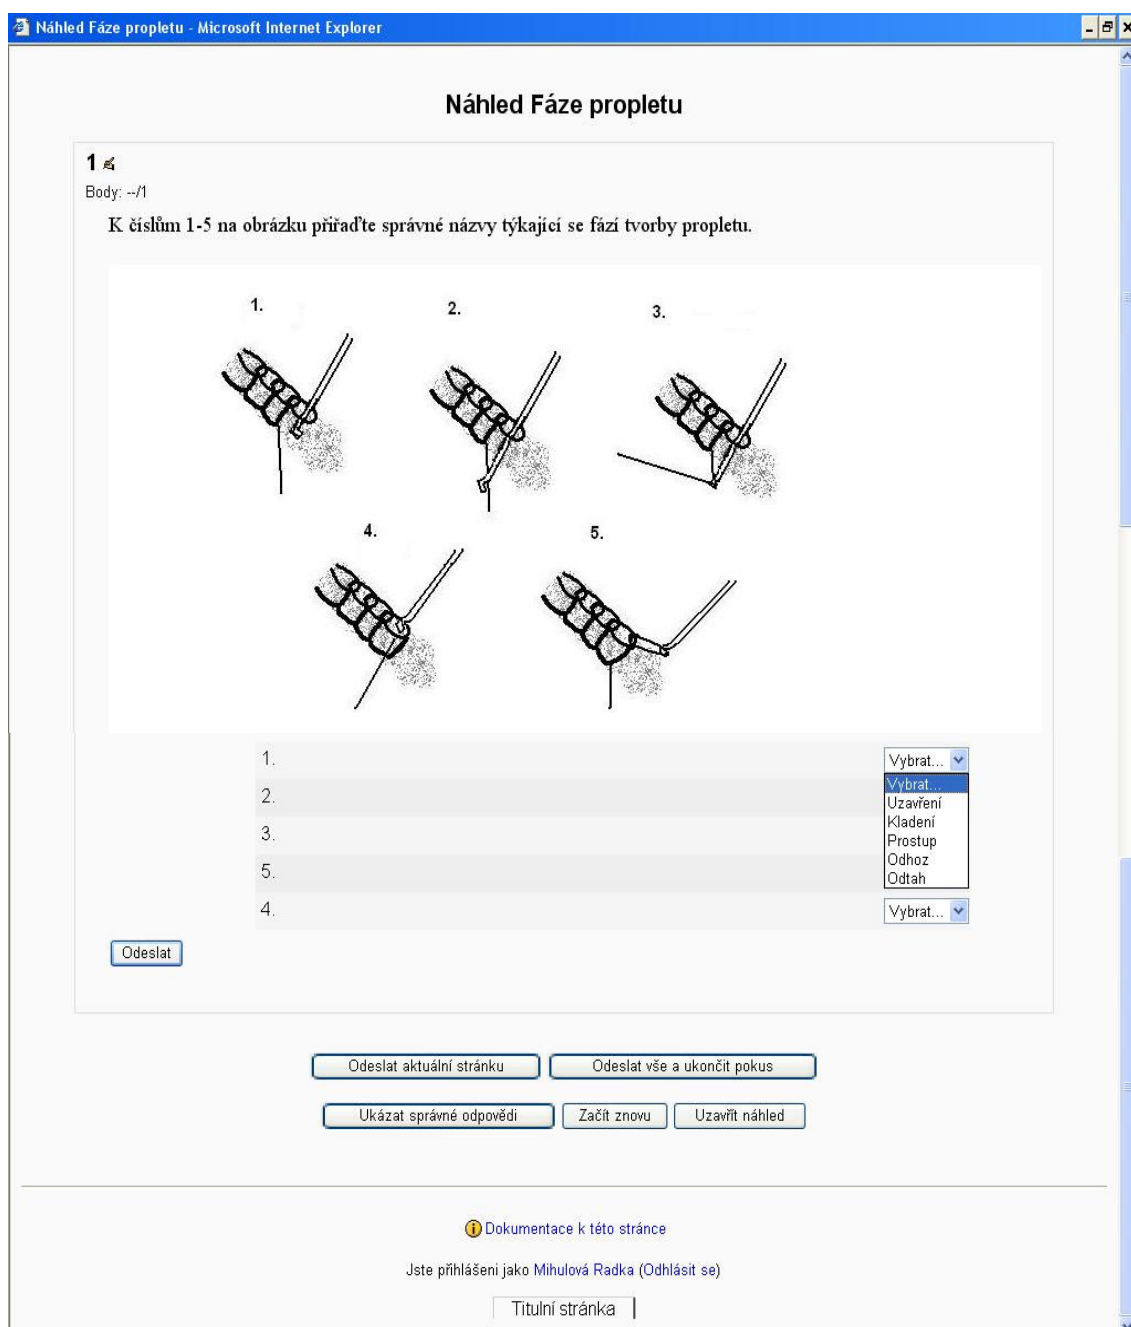 Náhled Fáze propletu - Microsoft Internet Explorer
Náhled Fáze propletu
1
Body: --/1
K číslům 1-5 na obrázku přiřaďte správné názvy týkající se fází tvorby propletu.
1.
2.
3.
4.
5.
1.
Vybrat...
Vybrat...
Uzavření
Kladení
Prostup
Odhoz
Odtah
2.
3.
5.
4.
Vybrat...
Odeslat
Odeslat aktuální stránku
Odeslat vše a ukončit pokus
Ukázat správné odpovědi
Začít znovu
Uzavřít náhled
Dokumentace k této stránce
Jste přihlášeni jako Mihulová Radka (Odhlásit se)
Titulní stránka